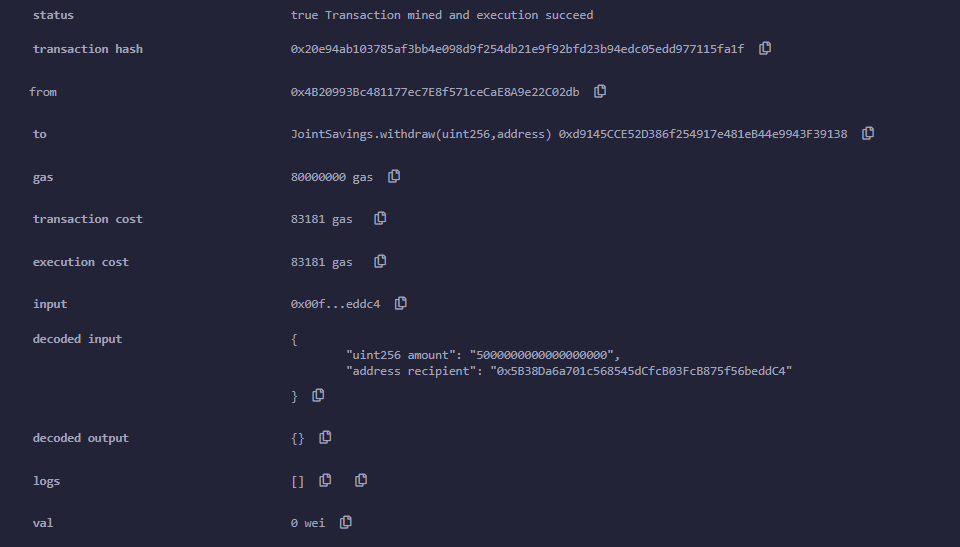 status true Transaction mined and execution succeed
transaction hash 0x20e94ab103785af3bb4e098d9f254db21e9f92bfd23b94edc05edd977115fa1f
from 0x4B20993Bc481177ec7E8f571ceCaE8A9e22C02db
to JointSavings.withdraw(uint256,address) 0xd9145CCE52D386f254917e481eB44e9943F39138
gas 80000000 gas
transaction cost 83181 gas
execution cost 83181 gas
input 0x00f...eddc4
decoded input {
"uint256 amount": "5000000000000000000",
"address recipient": "0x5B38Da6a701c568545dCfcB03FcB875f56beddC4"
}
decoded output {}
logs []
val 0 wei